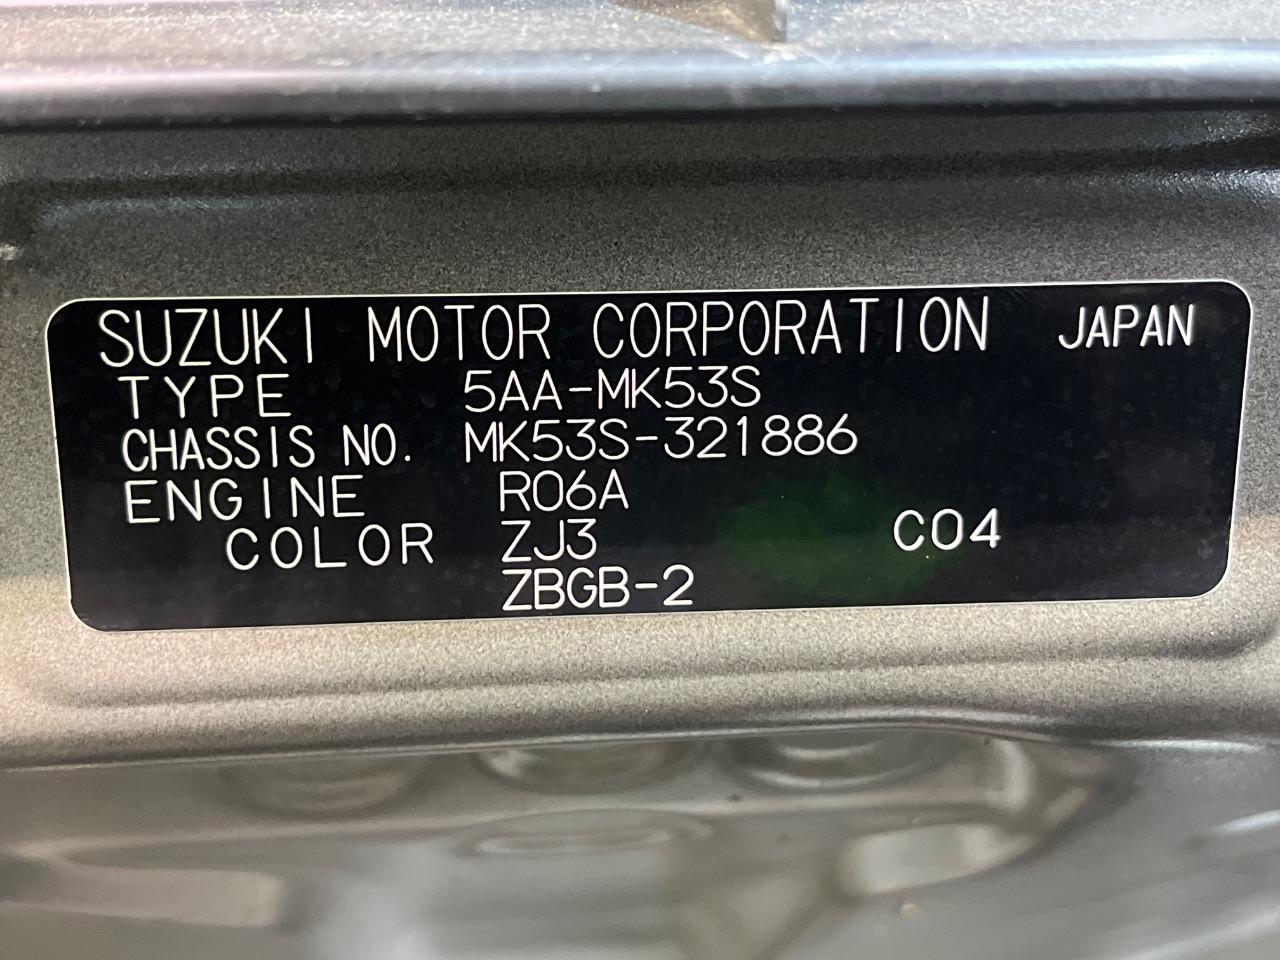 SUZUKI MOTOR CORPORATION JAPAN
TYPE 5AA-MK53S
CHASSIS NO. MK53S-321886
ENGINE R06A
COLOR ZJ3 C04
ZBGB-2